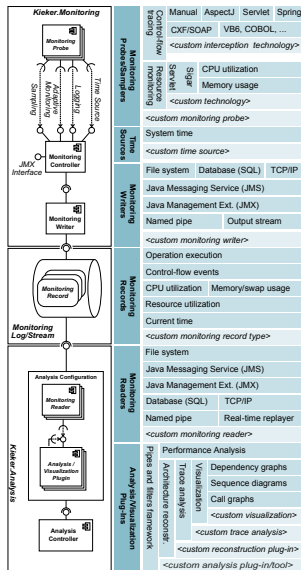 Kieker.Monitoring
Monitoring
Probe
Sampling
Monitoring
Adaptive
Logging
Time Source
JMX
Interface
Monitoring
Controller
Monitoring
Writer
Monitoring
Record
Monitoring
Log/Stream
Analysis Configuration
Monitoring
Reader
Analysis /
Visualization
Plugin
Analysis
Controller
Kieker.Analysis
Monitoring
Probes/Samplers
Control-flow
tracing
Manual AspectJ Servlet Spring
CXF/SOAP VB6, COBOL, ...
<custom interception technology>
Resource
monitoring
Servlet
Sigar
CPU utilization
Memory usage
<custom technology>
<custom monitoring probe>
Time
Sources
System time
<custom time source>
Monitoring
Writers
File system Database (SQL) TCP/IP
Java Messaging Service (JMS)
Java Management Ext. (JMX)
Named pipe Output stream
<custom monitoring writer>
Monitoring
Records
Operation execution
Control-flow events
CPU utilization Memory/swap usage
Resource utilization
Current time
<custom monitoring record type>
Monitoring
Readers
File system
Java Messaging Service (JMS)
Java Management Ext. (JMX)
Database (SQL) TCP/IP
Named pipe Real-time replayer
<custom monitoring reader>
Analysis/Visualization
Plug-Ins
Pipes and filters framework
Performance Analysis
Architecture reconstr.
Trace analysis
Visualization
Dependency graphs
Sequence diagrams
Call graphs
<custom visualization>
<custom trace analysis>
<custom reconstruction plug-in>
<custom analysis plug-in/tool>